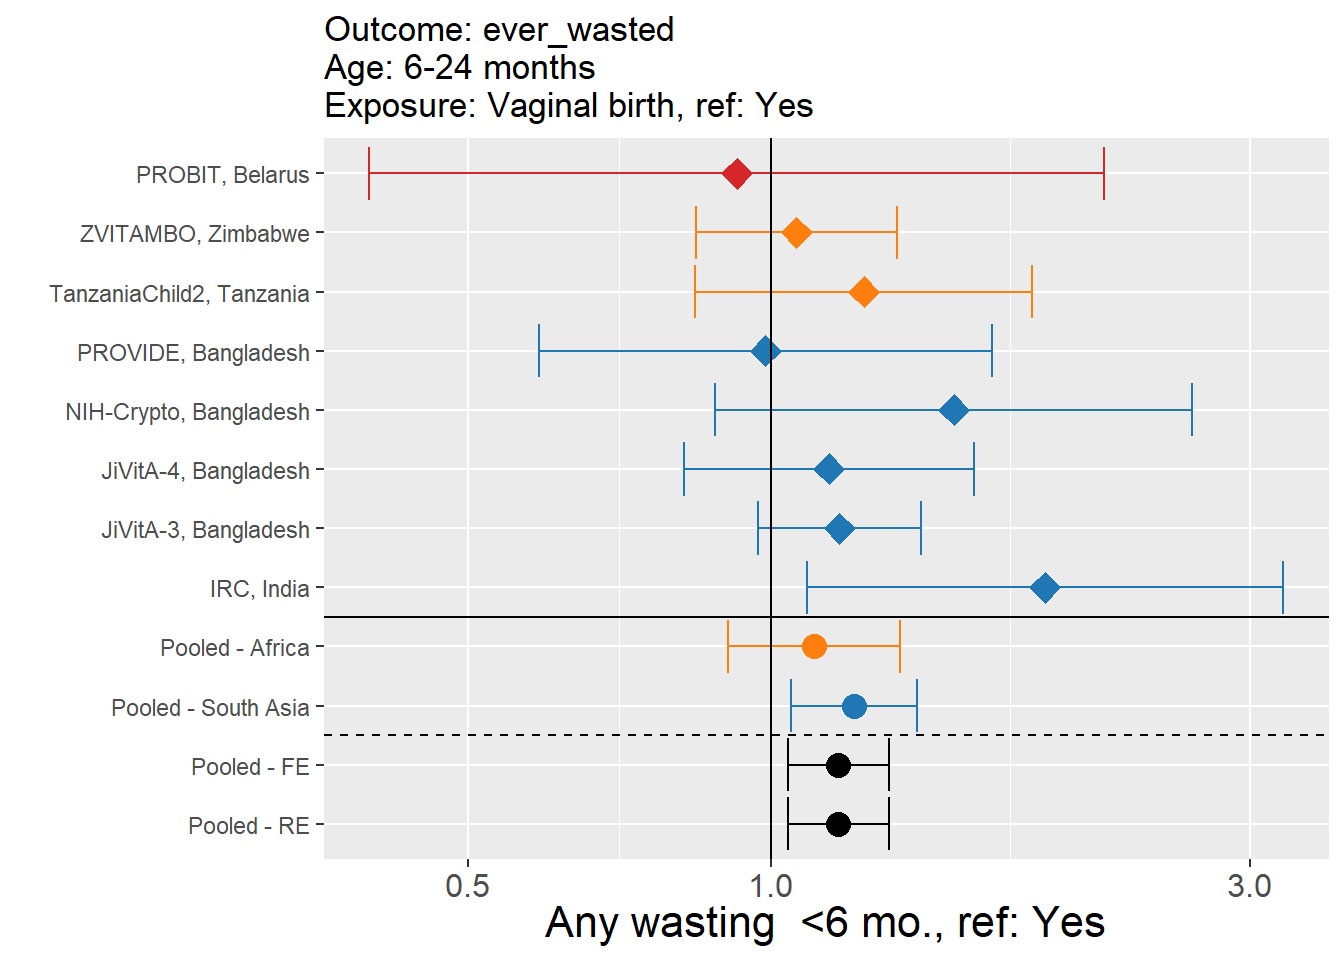 Outcome: ever_wasted
Age: 6-24 months
Exposure: Vaginal birth, ref: Yes
PROBIT, Belarus
ZVITAMBO, Zimbabwe
TanzaniaChild2, Tanzania
PROVIDE, Bangladesh
NIH-Crypto, Bangladesh
JiVitA-4, Bangladesh
JiVitA-3, Bangladesh
IRC, India
Pooled - Africa
Pooled - South Asia
Pooled - FE
Pooled - RE
0.5 1.0 3.0
Any wasting  <6 mo., ref: Yes